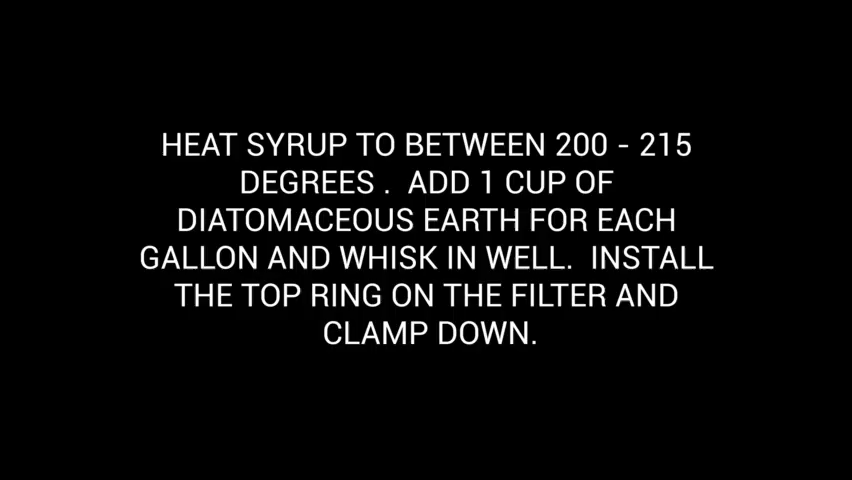 HEAT SYRUP TO BETWEEN 200 - 215
DEGREES .  ADD 1 CUP OF
DIATOMACEOUS EARTH FOR EACH
GALLON AND WHISK IN WELL.  INSTALL
THE TOP RING ON THE FILTER AND
CLAMP DOWN.